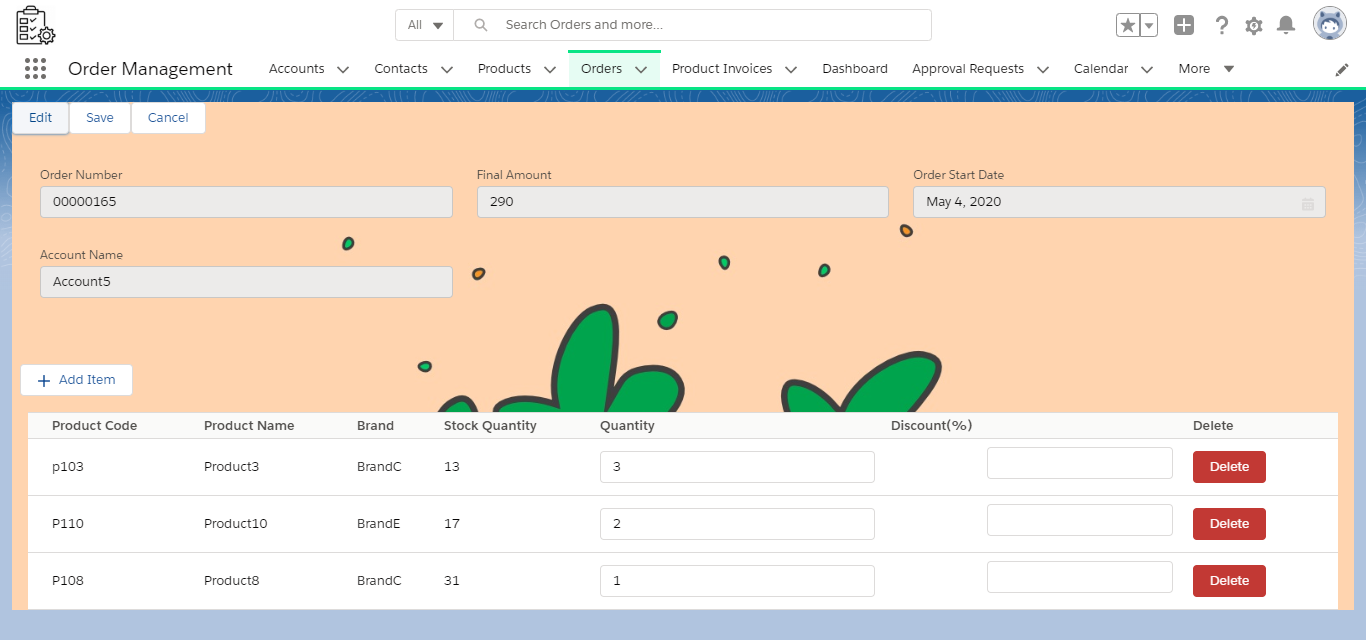 All
Search Orders and more...
Order Management
Accounts
Contacts
Products
Orders
Product Invoices
Dashboard
Approval Requests
Calendar
More
Edit
Save
Cancel
Order Number
Final Amount
Order Start Date
00000165
290
May 4, 2020
Account Name
Account5
Add Item
Product Code Product Name Brand Stock Quantity Quantity Discount(%) Delete
p103 Product3 BrandC 13 3 Delete
P110 Product10 BrandE 17 2 Delete
P108 Product8 BrandC 31 1 Delete